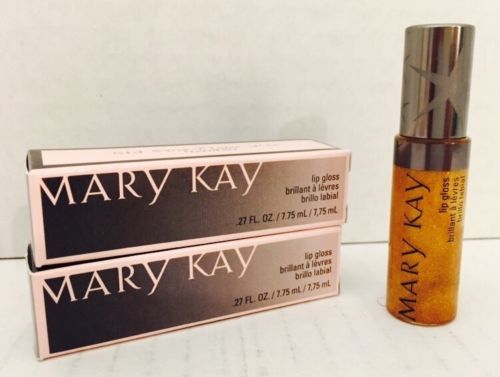 MARY KAY
lip gloss
brillant à lèvres
brillo labial
.27 FL. OZ. / 7.75 mL / 7,75 mL
MARY KAY
lip gloss
brillant à lèvres
brillo labial
.27 FL. OZ. / 7.75 mL / 7,75 mL
MARY KAY
lip gloss
brillant à lèvres
brillo labial